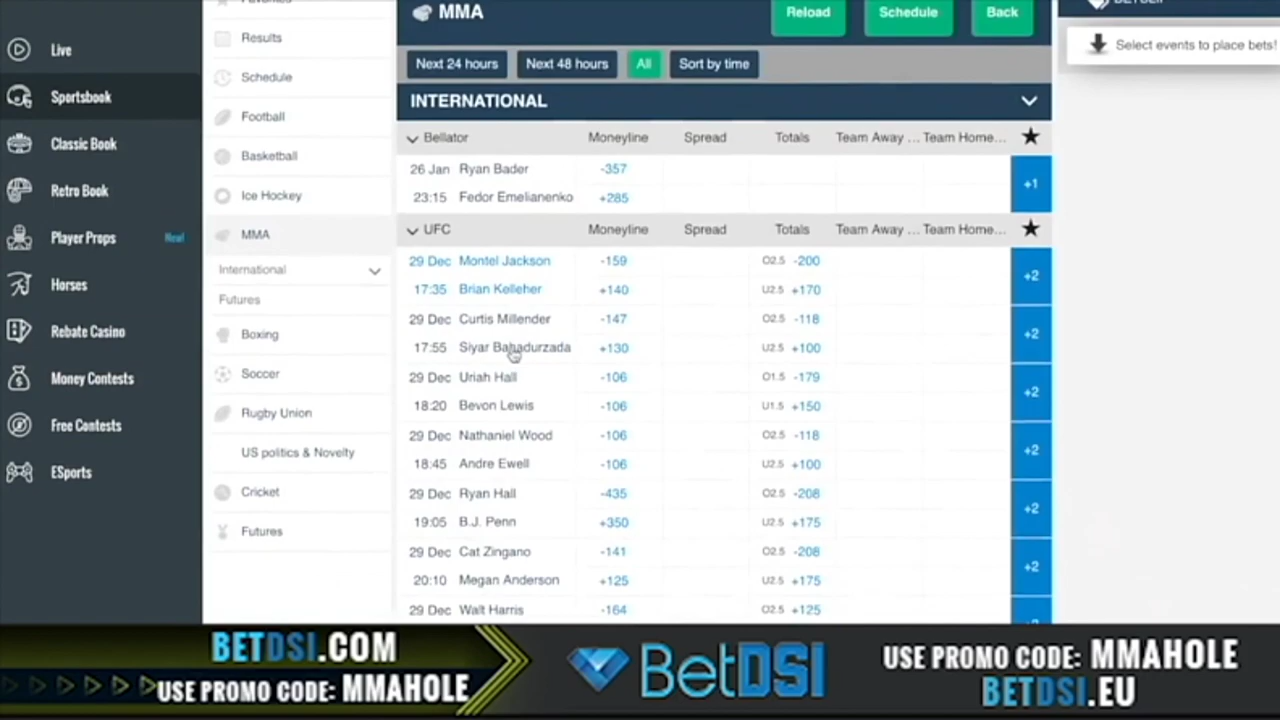 Live
Sportsbook
Classic Book
Retro Book
Player Props New!
Horses
Rebate Casino
Money Contests
Free Contests
ESports
Results
Schedule
Football
Basketball
Ice Hockey
MMA
International
Futures
Boxing
Soccer
Rugby Union
US politics & Novelty
Cricket
Futures
MMA
Reload Schedule Back
Next 24 hours Next 48 hours All Sort by time
INTERNATIONAL
Bellator Moneyline Spread Totals Team Away ... Team Home...
26 Jan Ryan Bader -357
23:15 Fedor Emelianenko +285
+1
UFC Moneyline Spread Totals Team Away ... Team Home...
29 Dec Montel Jackson -159 O2.5 -200
17:35 Brian Kelleher +140 U2.5 +170
+2
29 Dec Curtis Millender -147 O2.5 -118
17:55 Siyar Bahadurzada +130 U2.5 +100
+2
29 Dec Uriah Hall -106 O1.5 -179
18:20 Bevon Lewis -106 U1.5 +150
+2
29 Dec Nathaniel Wood -106 O2.5 -118
18:45 Andre Ewell -106 U2.5 +100
+2
29 Dec Ryan Hall -435 O2.5 -208
19:05 B.J. Penn +350 U2.5 +175
+2
29 Dec Cat Zingano -141 O2.5 -208
20:10 Megan Anderson +125 U2.5 +175
+2
29 Dec Walt Harris -164 O2.5 +125
Select events to place bets!
BETDSI.COM
USE PROMO CODE: MMAHOLE
BetDSI
USE PROMO CODE: MMAHOLE
BETDSI.EU